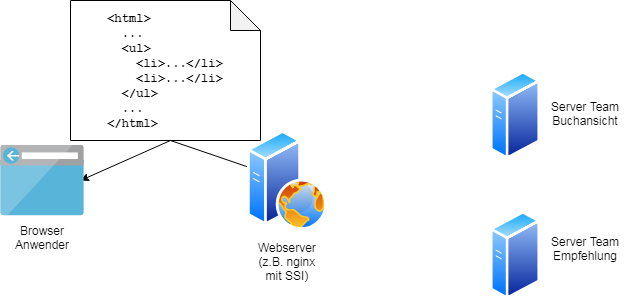 <html>
...
<ul>
<li>...</li>
<li>...</li>
</ul>
...
</html>
Server Team
Buchansicht
Browser
Anwender
Webserver
(z.B. nginx
mit SSI)
Server Team
Empfehlung